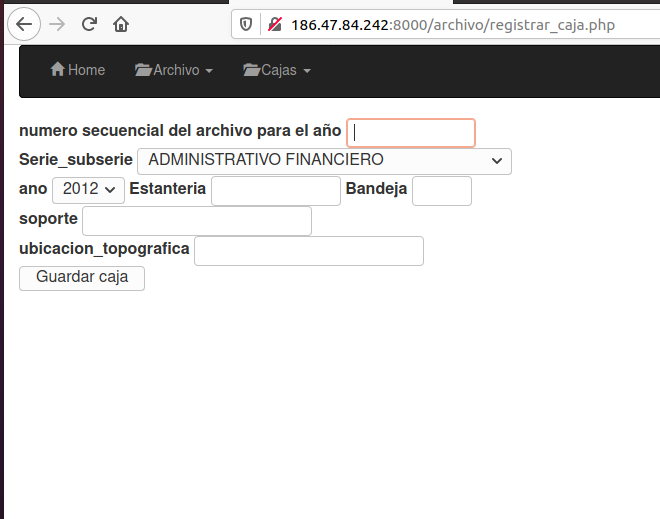 186.47.84.242:8000/archivo/registrar_caja.php
Home Archivo Cajas
numero secuencial del archivo para el año
Serie_subserie ADMINISTRATIVO FINANCIERO
ano 2012 Estanteria Bandeja
soporte
ubicacion_topografica
Guardar caja